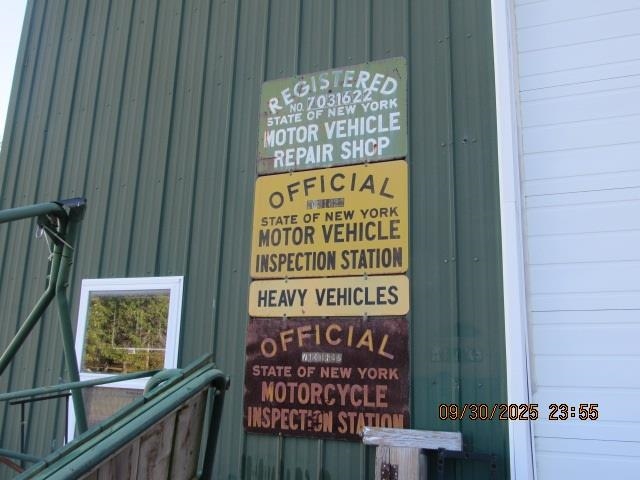 REGISTERED
NO. 7031622
STATE OF NEW YORK
MOTOR VEHICLE
REPAIR SHOP
OFFICIAL
STATE OF NEW YORK
MOTOR VEHICLE
INSPECTION STATION
HEAVY VEHICLES
OFFICIAL
STATE OF NEW YORK
MOTORCYCLE
INSPECTION STATION
09/30/2025 23:55